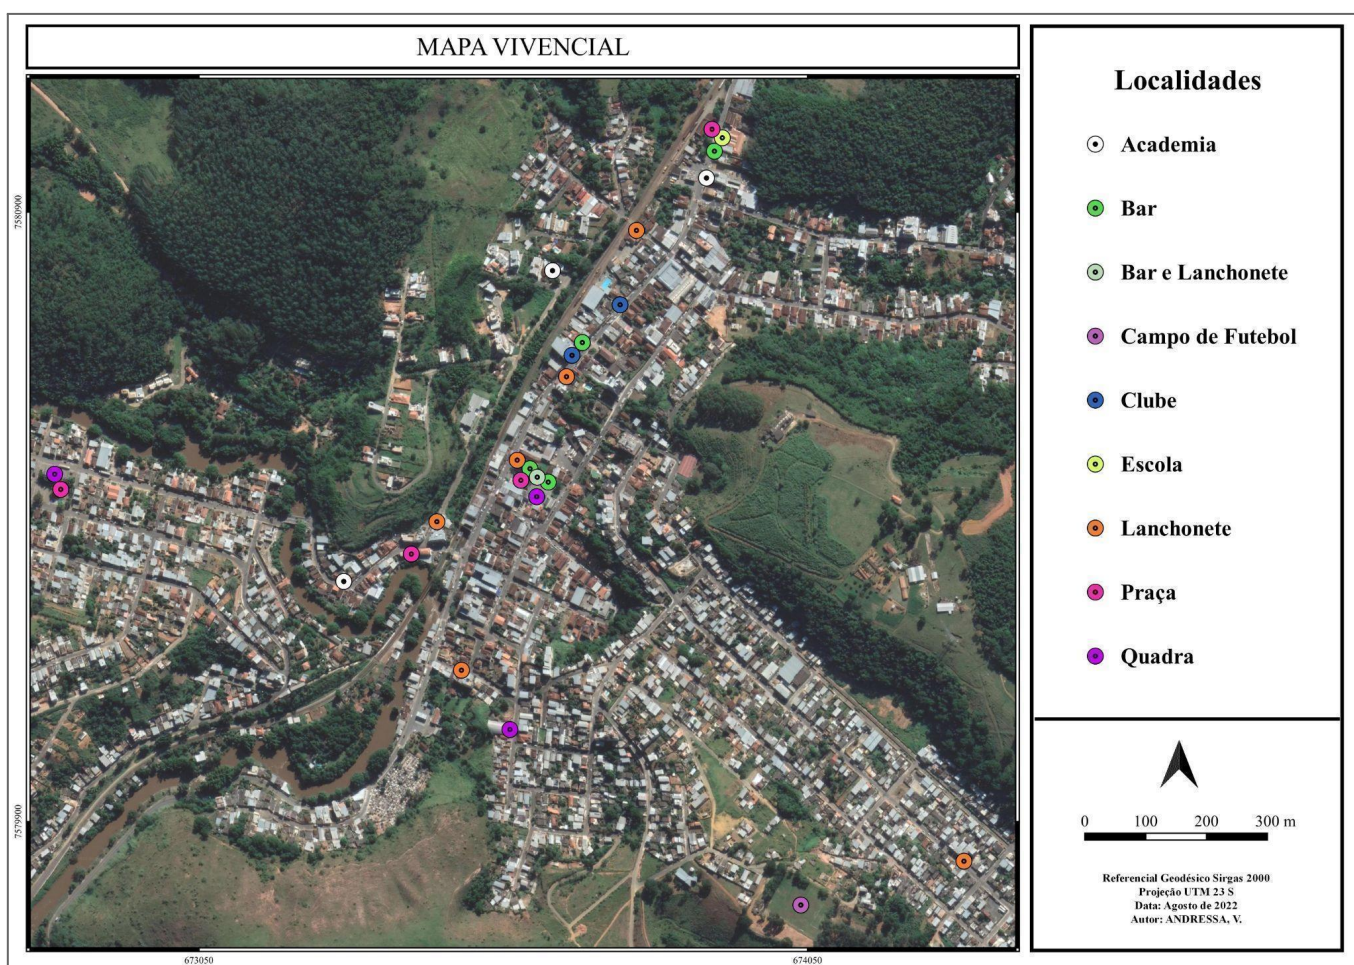 MAPA VIVENCIAL
7580900
7579900
673050
674050
Localidades
Academia
Bar
Bar e Lanchonete
Campo de Futebol
Clube
Escola
Lanchonete
Praça
Quadra
0 100 200 300 m
Referencial Geodésico Sirgas 2000
Projeção UTM 23 S
Data: Agosto de 2022
Autor: ANDRESSA, V.